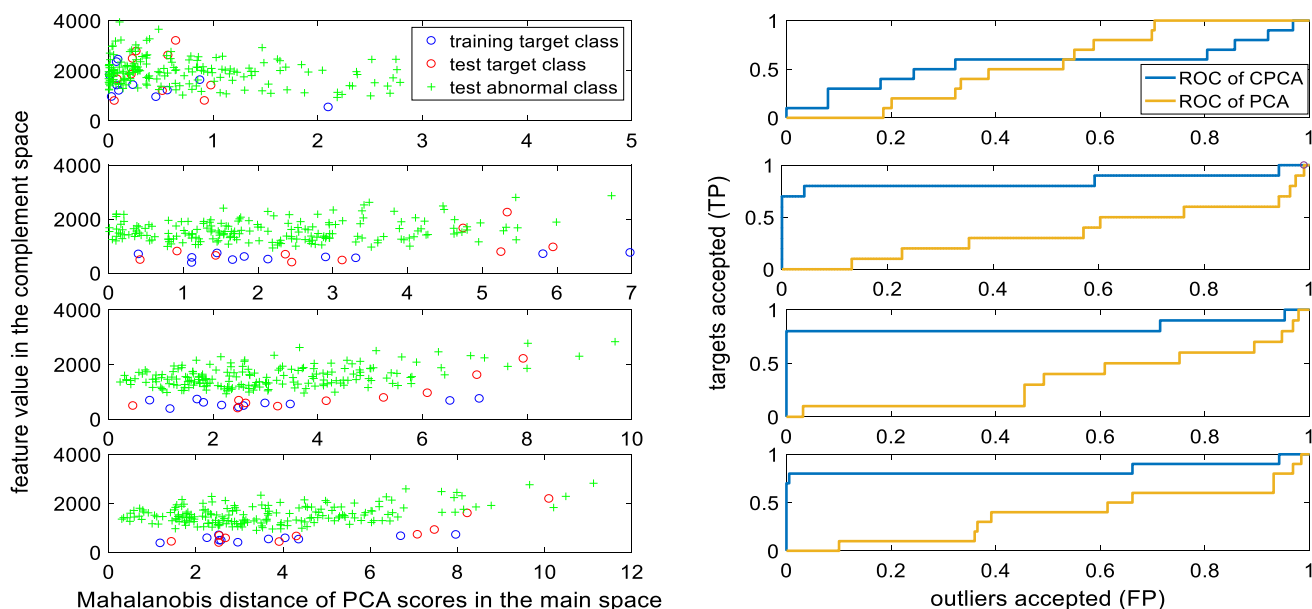 feature value in the complement space
4000
3000
2000
1000
0
0 1 2 3 4 5
training target class
test target class
test abnormal class
4000
2000
0
0 1 2 3 4 5 6 7
4000
2000
0
0 2 4 6 8 10
4000
2000
0
0 2 4 6 8 10 12
Mahalanobis distance of PCA scores in the main space
targets accepted (TP)
1
0.5
0
0 0.2 0.4 0.6 0.8 1
ROC of CPCA
ROC of PCA
1
0.5
0
0 0.2 0.4 0.6 0.8 1
1
0.5
0
0 0.2 0.4 0.6 0.8 1
1
0.5
0
0 0.2 0.4 0.6 0.8 1
outliers accepted (FP)